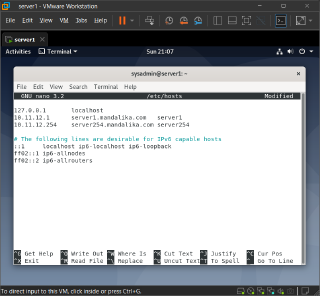 server1 - VMware Workstation
File Edit View VM Tabs Help
server1
Activities Terminal Sun 21:07
sysadmin@server1: ~
File Edit View Search Terminal Help
GNU nano 3.2 /etc/hosts Modified
127.0.0.1 localhost
10.11.12.1 server1.mandalika.com server1
10.11.12.254 server254.mandalika.com server254
# The following lines are desirable for IPv6 capable hosts
::1 localhost ip6-localhost ip6-loopback
ff02::1 ip6-allnodes
ff02::2 ip6-allrouters
^G Get Help ^O Write Out ^W Where Is ^K Cut Text ^J Justify ^C Cur Pos
^X Exit ^R Read File ^\ Replace ^U Uncut Text ^T To Spell ^_ Go To Line
To direct input to this VM, click inside or press Ctrl+G.